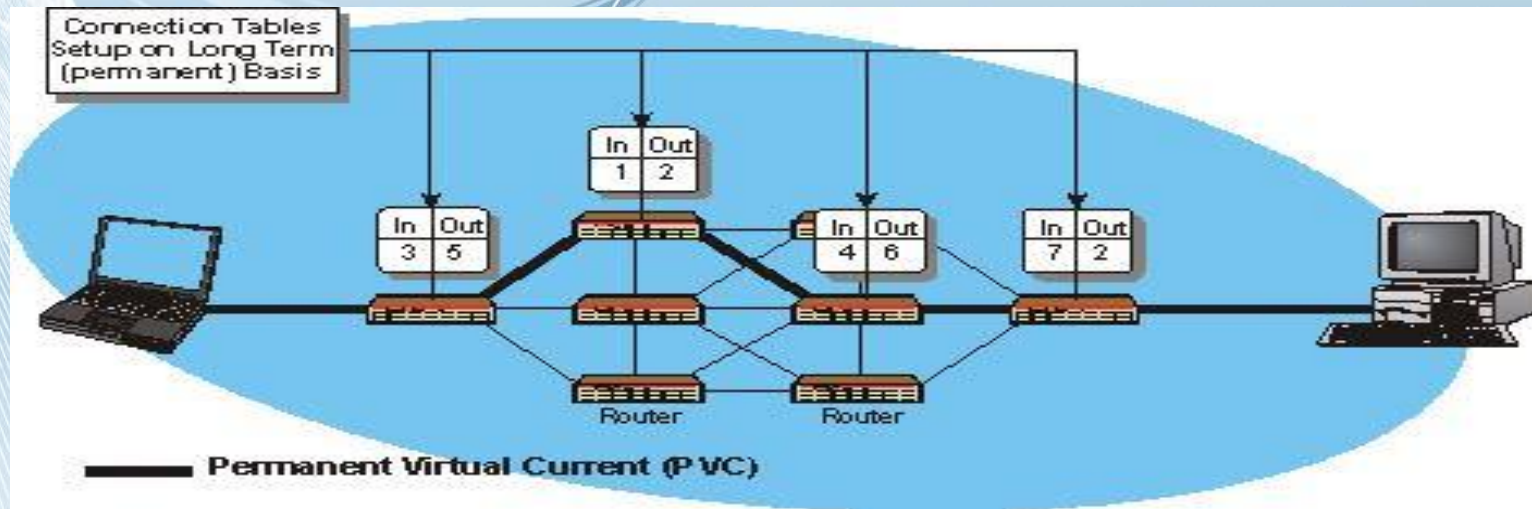 Connection Tables
Setup on Long Term
(permanent) Basis
In Out
1 2
In Out
3 5
In Out
4 6
In Out
7 2
Router
Router
Permanent Virtual Current (PVC)